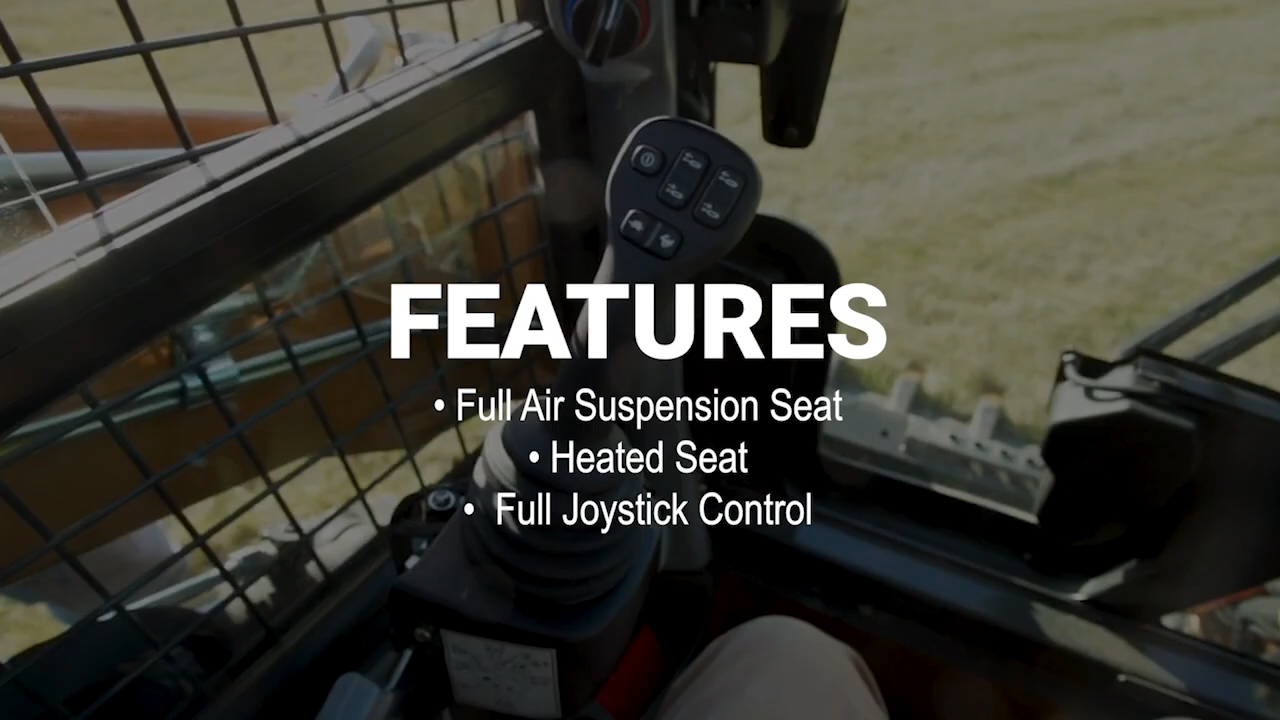 FEATURES
• Full Air Suspension Seat
• Heated Seat
• Full Joystick Control